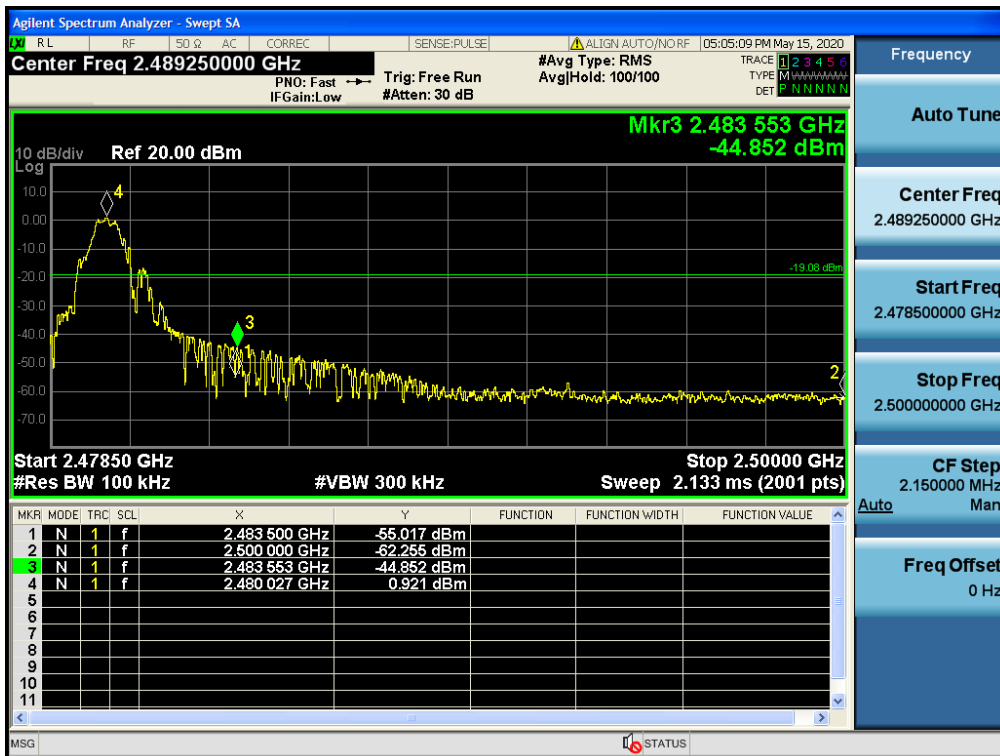 Agilent Spectrum Analyzer - Swept SA
LXI RL RF 50 Ω AC CORREC SENSE:PULSE ALIGN AUTO/NO RF 05:05:09 PM May 15, 2020
Center Freq 2.489250000 GHz
PNO: Fast
IFGain:Low
Trig: Free Run
#Atten: 30 dB
#Avg Type: RMS
Avg|Hold: 100/100
TRACE 1 2 3 4 5 6
TYPE M
DET P N N N N N
Mkr3 2.483 553 GHz
-44.852 dBm
10 dB/div Ref 20.00 dBm
Log
10.0
0.00
-10.0
-20.0
-30.0
-40.0
-50.0
-60.0
-70.0
4
-19.08 dBm
3
1
2
Start 2.47850 GHz Stop 2.50000 GHz
#Res BW 100 kHz #VBW 300 kHz Sweep 2.133 ms (2001 pts)
MKR MODE TRC SCL X Y FUNCTION FUNCTION WIDTH FUNCTION VALUE
1 N 1 f 2.483 500 GHz -55.017 dBm
2 N 1 f 2.500 000 GHz -62.255 dBm
3 N 1 f 2.483 553 GHz -44.852 dBm
4 N 1 f 2.480 027 GHz 0.921 dBm
5
6
7
8
9
10
11
MSG STATUS
Frequency
Auto Tune
Center Freq
2.489250000 GHz
Start Freq
2.478500000 GHz
Stop Freq
2.500000000 GHz
CF Step
2.150000 MHz
Auto Man
Freq Offset
0 Hz